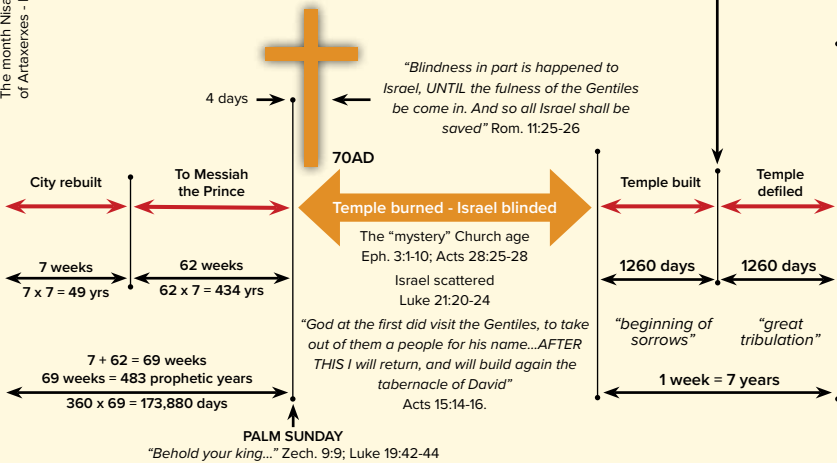 The month Nisa
of Artaxerxes -
4 days
“Blindness in part is happened to
Israel, UNTIL the fulness of the Gentiles
be come in. And so all Israel shall be
saved” Rom. 11:25-26
70AD
City rebuilt
To Messiah
the Prince
Temple burned - Israel blinded
Temple built
Temple
defiled
The “mystery” Church age
Eph. 3:1-10; Acts 28:25-28
Israel scattered
Luke 21:20-24
7 weeks
7 x 7 = 49 yrs
62 weeks
62 x 7 = 434 yrs
1260 days
1260 days
“God at the first did visit the Gentiles, to take
out of them a people for his name...AFTER
THIS I will return, and will build again the
tabernacle of David”
Acts 15:14-16.
“beginning of
sorrows”
“great
tribulation”
7 + 62 = 69 weeks
69 weeks = 483 prophetic years
360 x 69 = 173,880 days
1 week = 7 years
PALM SUNDAY
“Behold your king...” Zech. 9:9; Luke 19:42-44